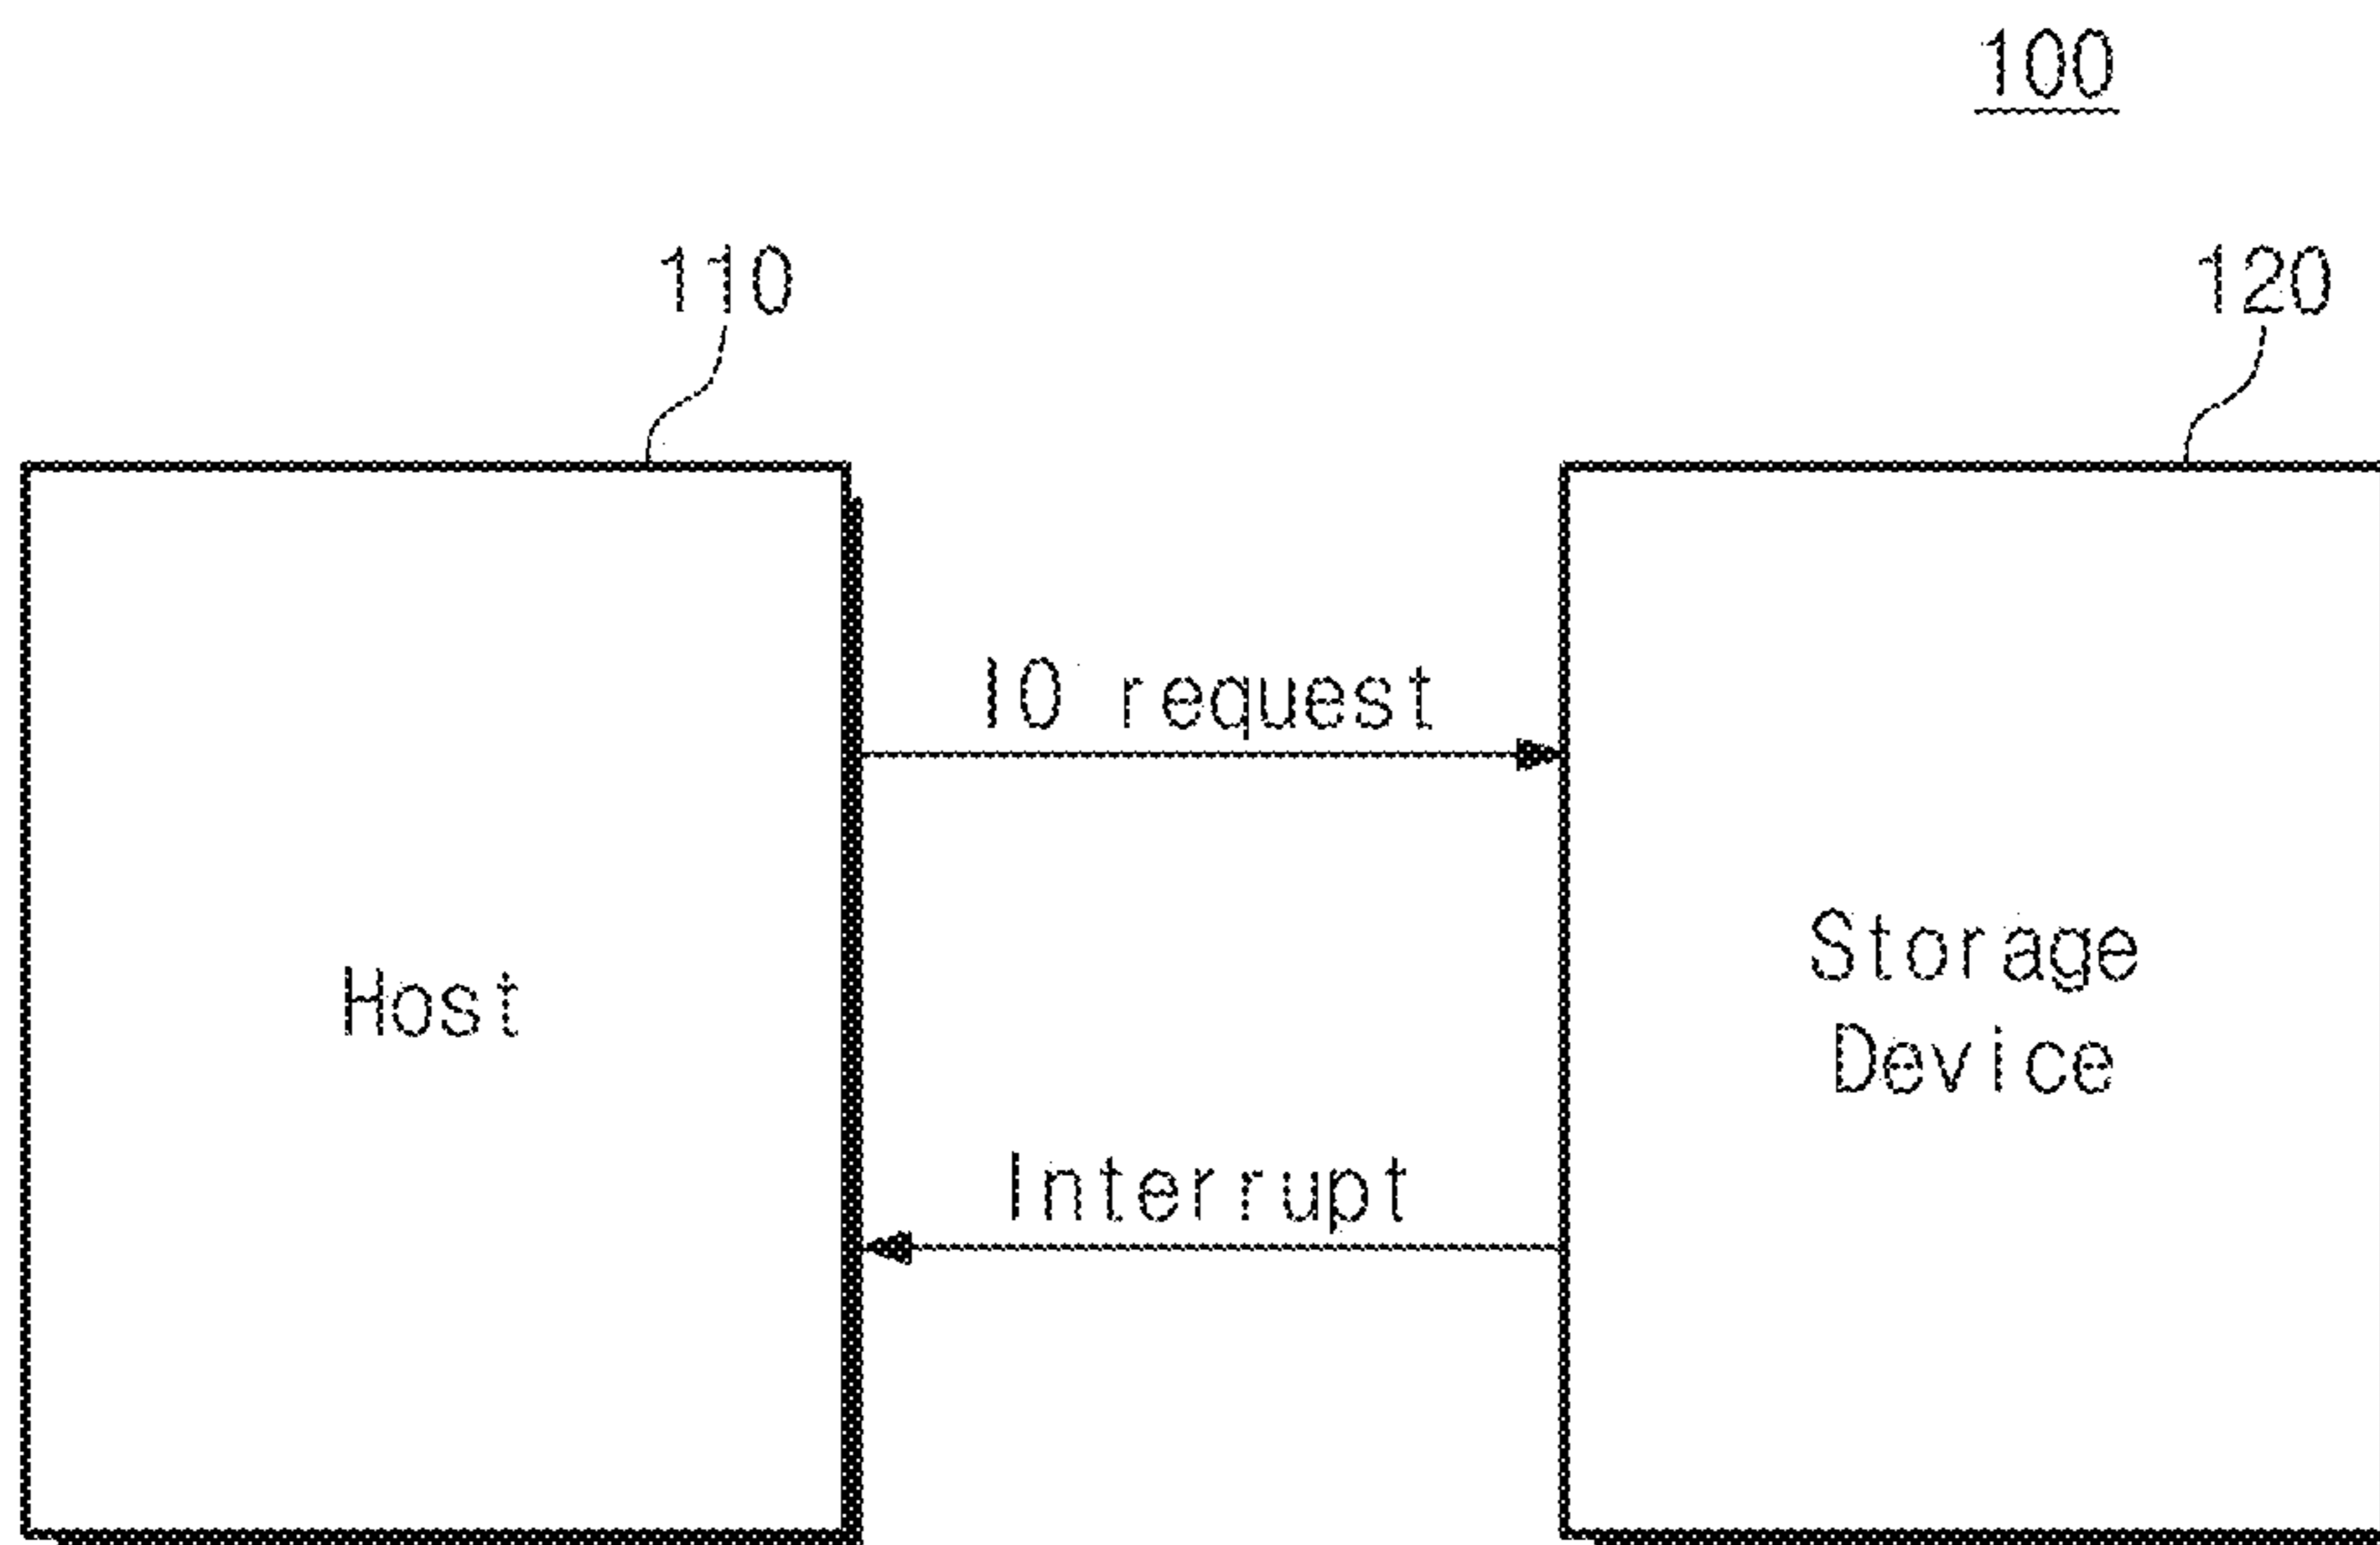 100
110
120
IO request
Host
Storage
Device
Interrupt